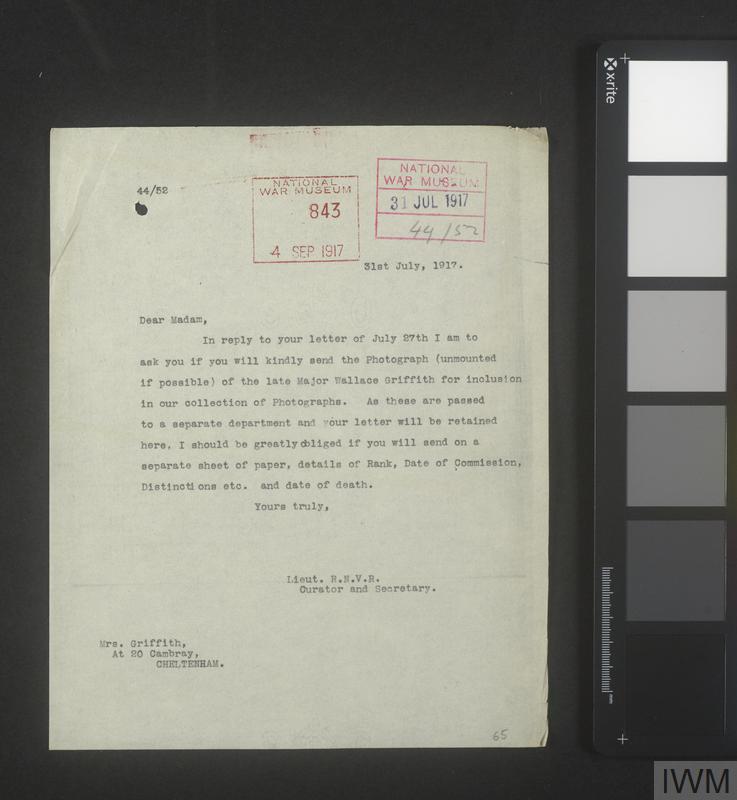 44/52
NATIONAL
WAR MUSEUM
843
4 SEP 1917
NATIONAL
WAR MUSEUM
31 JUL 1917
44/52
31st July, 1917.
Dear Madam,
In reply to your letter of July 27th I am to
ask you if you will kindly send the Photograph (unmounted
if possible) of the late Major Wallace Griffith for inclusion
in our collection of Photographs. As these are passed
to a separate department and your letter will be retained
here, I should be greatly obliged if you will send on a
separate sheet of paper, details of Rank, Date of Commission,
Distinctions etc. and date of death.
Yours truly,
Lieut. R.N.V.R.
Curator and Secretary.
Mrs. Griffith,
At 20 Cambray,
CHELTENHAM.
65
x-rite
mm
IWM